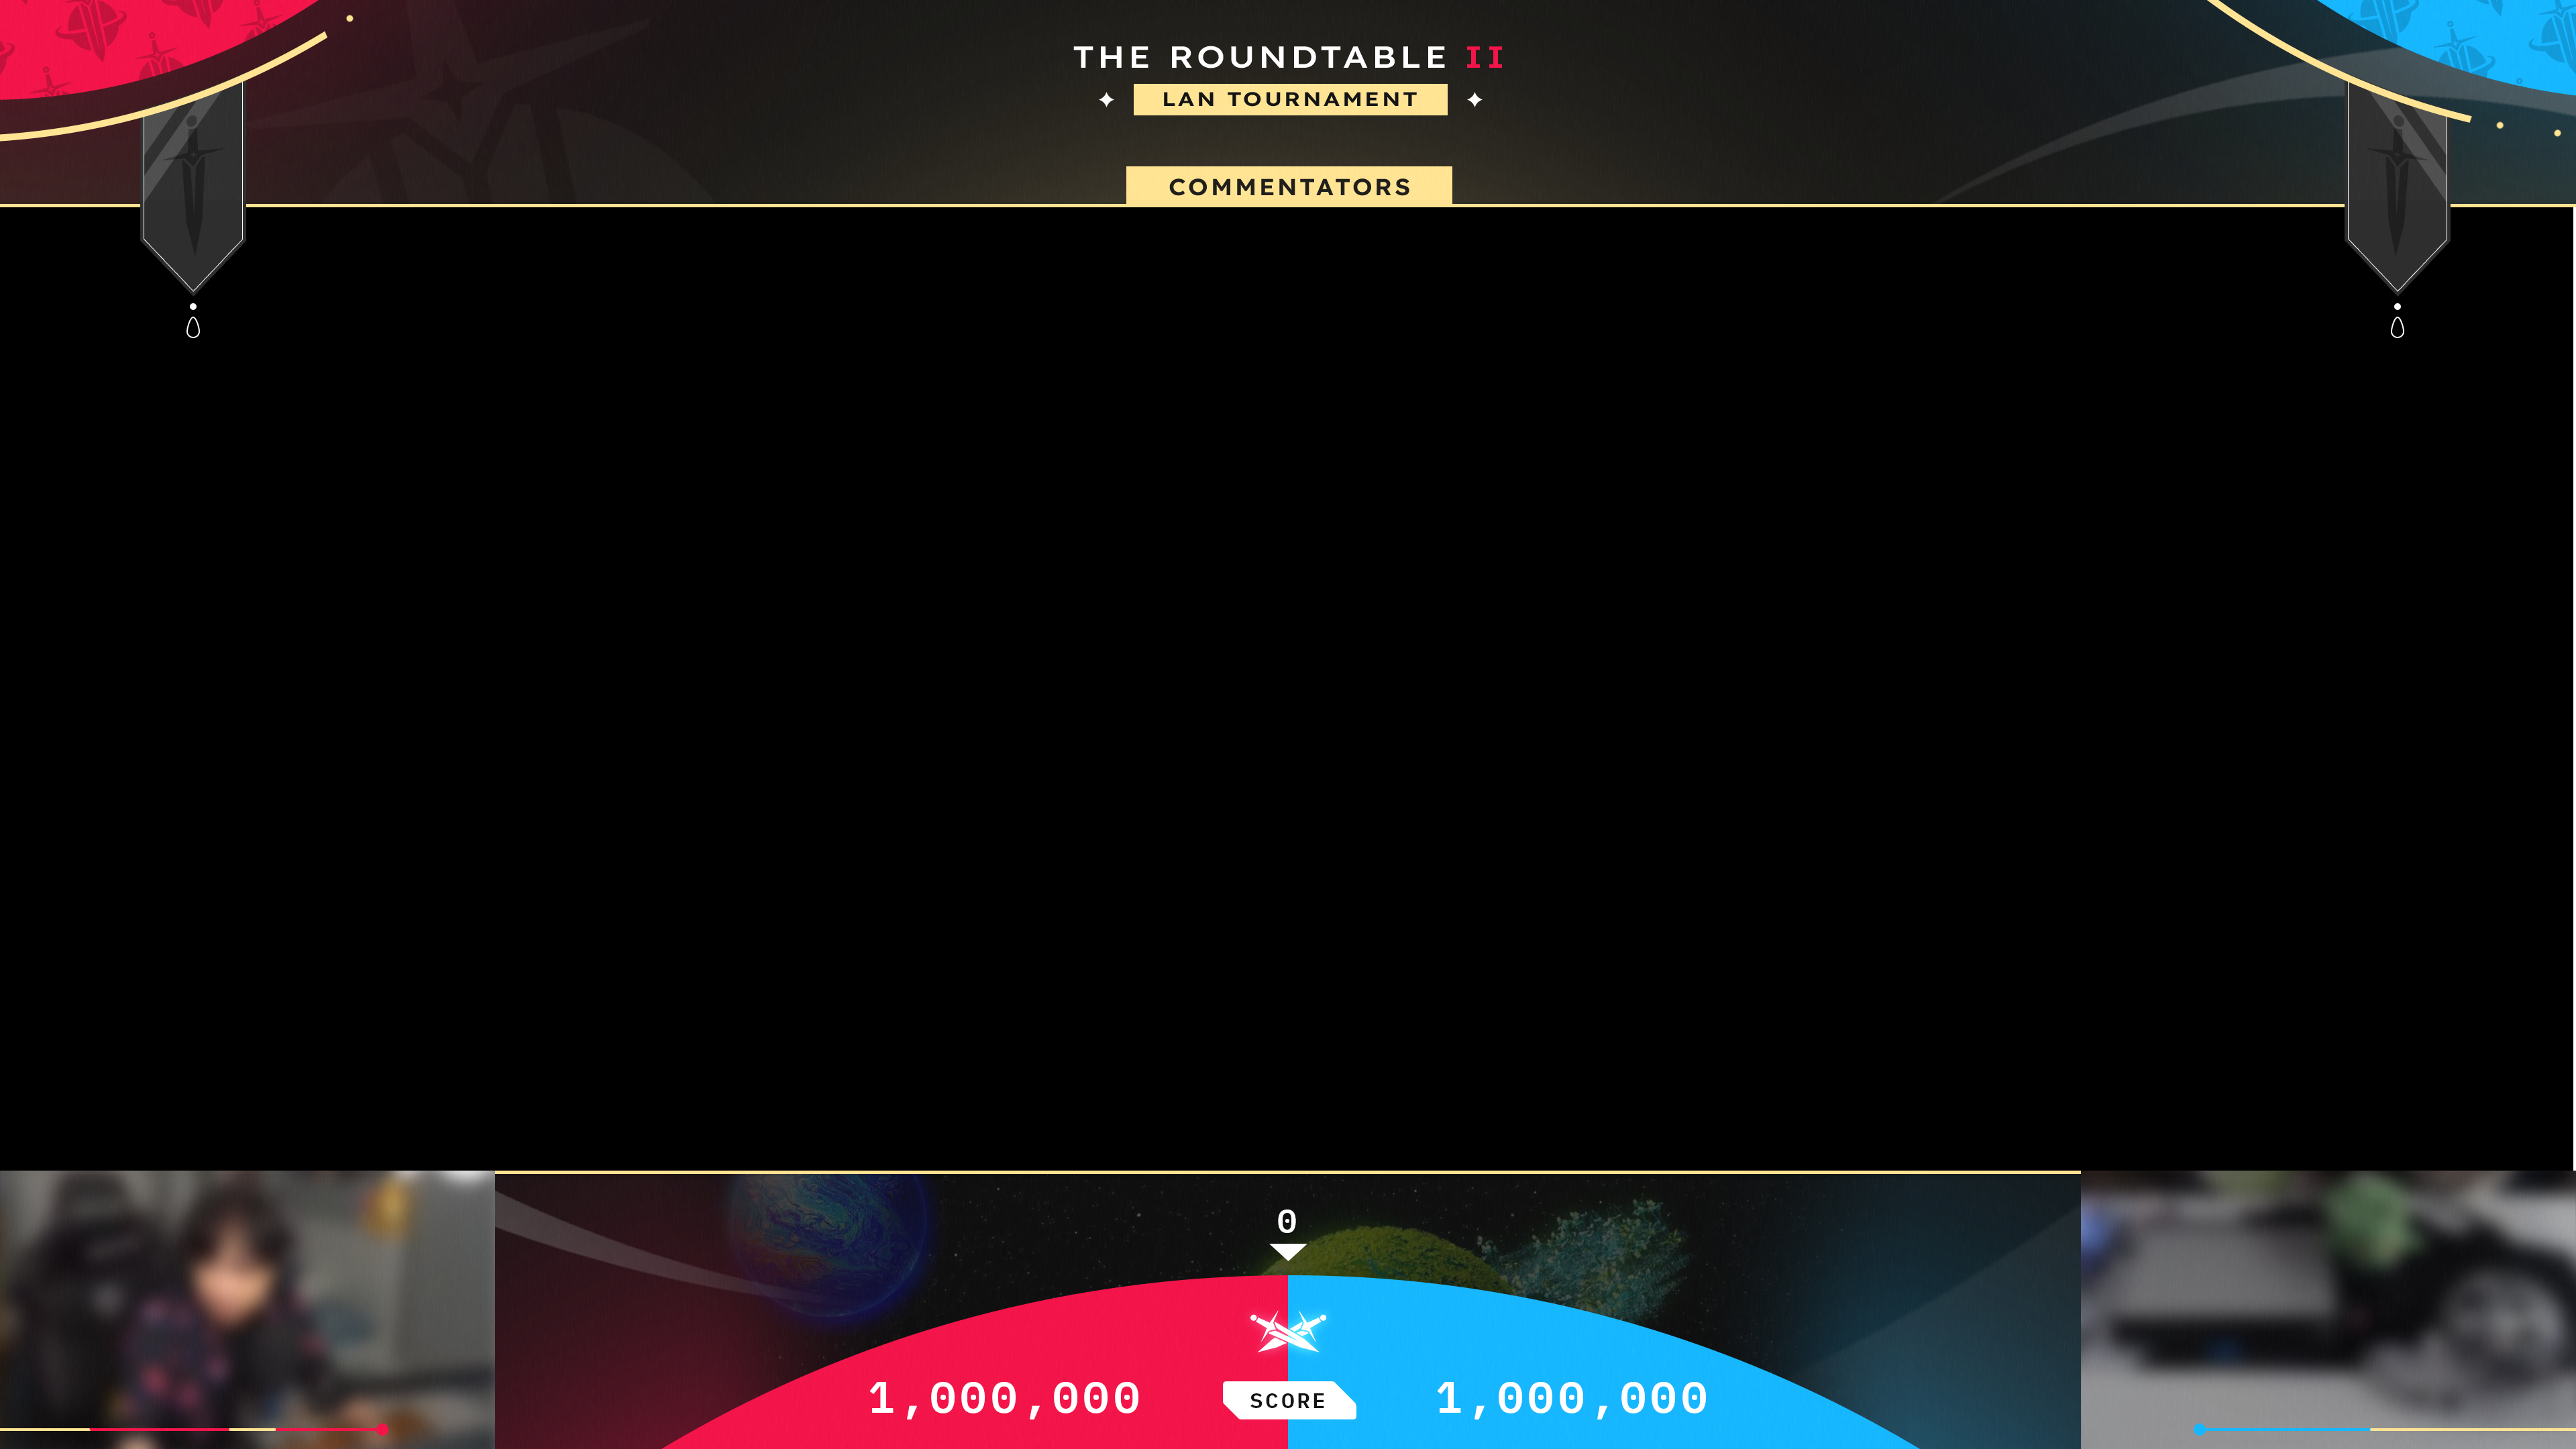 THE ROUNDTABLE II
LAN TOURNAMENT
COMMENTATORS
0
1,000,000
SCORE
1,000,000